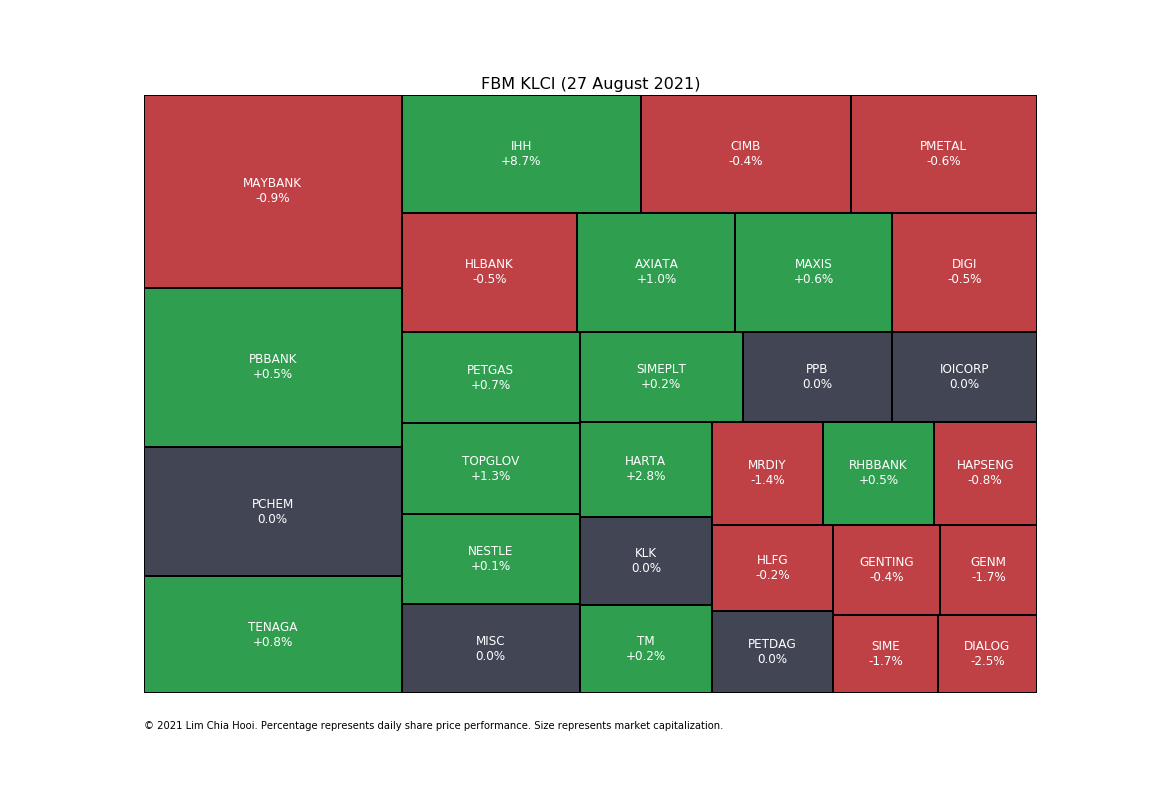 FBM KLCI (27 August 2021)
MAYBANK
-0.9%
PBBANK
+0.5%
PCHEM
0.0%
TENAGA
+0.8%
IHH
+8.7%
CIMB
-0.4%
PMETAL
-0.6%
HLBANK
-0.5%
AXIATA
+1.0%
MAXIS
+0.6%
DIGI
-0.5%
PETGAS
+0.7%
SIMEPLT
+0.2%
PPB
0.0%
IOICORP
0.0%
TOPGLOV
+1.3%
NESTLE
+0.1%
MISC
0.0%
HARTA
+2.8%
KLK
0.0%
TM
+0.2%
MRDIY
-1.4%
RHBBANK
+0.5%
HAPSENG
-0.8%
HLFG
-0.2%
PETDAG
0.0%
GENTING
-0.4%
GENM
-1.7%
SIME
-1.7%
DIALOG
-2.5%
© 2021 Lim Chia Hooi. Percentage represents daily share price performance. Size represents market capitalization.